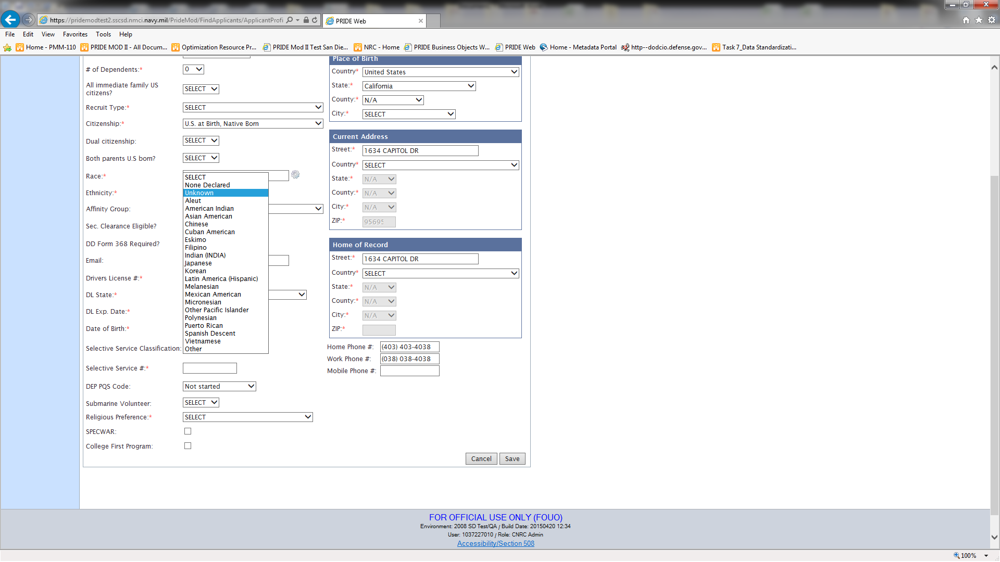 https://pridemodtest2.sscsd.nmci.navy.mil/PrideMod/FindApplicants/ApplicantProfi
PRIDE Web
File Edit View Favorites Tools Help
Home - PMM-110 PRIDE MOD II - All Docum... Optimization Resource Pr... PRIDE Mod II Test San Die... NRC - Home PRIDE Business Objects W... PRIDE Web Home - Metadata Portal http--dodcio.defense.gov... Task 7_Data Standardizati...
# of Dependents:* 0
All immediate family US
citizens? SELECT
Recruit Type:* SELECT
Citizenship:* U.S. at Birth, Native Born
Dual citizenship: SELECT
Both parents U.S born? SELECT
Race:*
Ethnicity:*
SELECT
None Declared
Unknown
Aleut
American Indian
Asian American
Chinese
Cuban American
Eskimo
Filipino
Indian (INDIA)
Japanese
Korean
Latin America (Hispanic)
Melanesian
Mexican American
Micronesian
Other Pacific Islander
Polynesian
Puerto Rican
Spanish Descent
Vietnamese
Other
Affinity Group:
Sec. Clearance Eligible?
DD Form 368 Required?
Email:
Drivers License #:*
DL State:*
DL Exp. Date:*
Date of Birth:*
Selective Service Classification:
Selective Service #:*
DEP PQS Code: Not started
Submarine Volunteer: SELECT
Religious Preference:* SELECT
SPECWAR:
College First Program:
Place of Birth
Country* United States
State:* California
County:* N/A
City:* SELECT
Current Address
Street:* 1634 CAPITOL DR
Country* SELECT
State:* N/A
County:* N/A
City:* N/A
ZIP:* 95695
Home of Record
Street:* 1634 CAPITOL DR
Country* SELECT
State:* N/A
County:* N/A
City:* N/A
ZIP:*
Home Phone #: (403) 403-4038
Work Phone #: (038) 038-4038
Mobile Phone #:
Cancel Save
FOR OFFICIAL USE ONLY (FOUO)
Environment: 2008 SD Test/QA / Build Date: 20150420 12:34
User: 1037227010 / Role: CNRC Admin
Accessibility/Section 508
100%